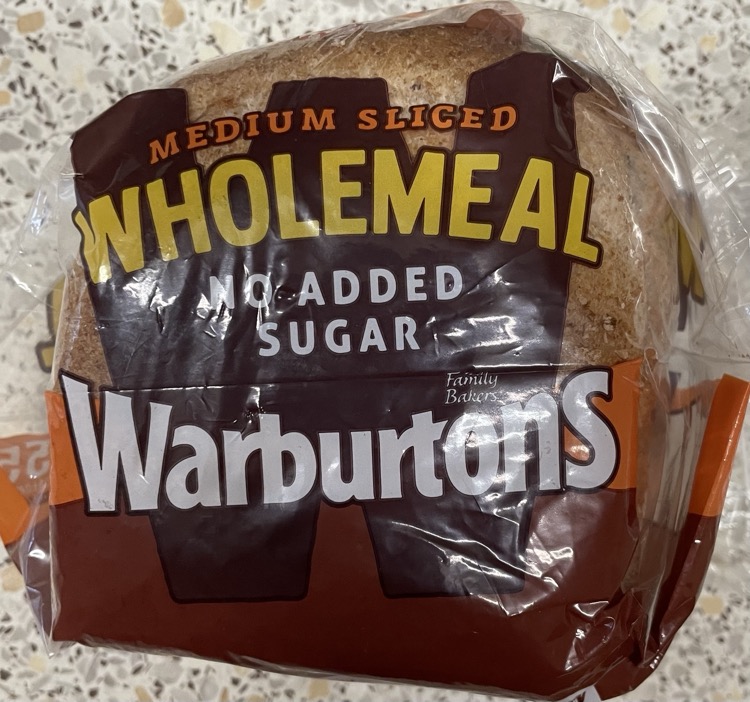 MEDIUM SLICED
WHOLEMEAL
NO ADDED
SUGAR
Family
Bakers
Warburtons